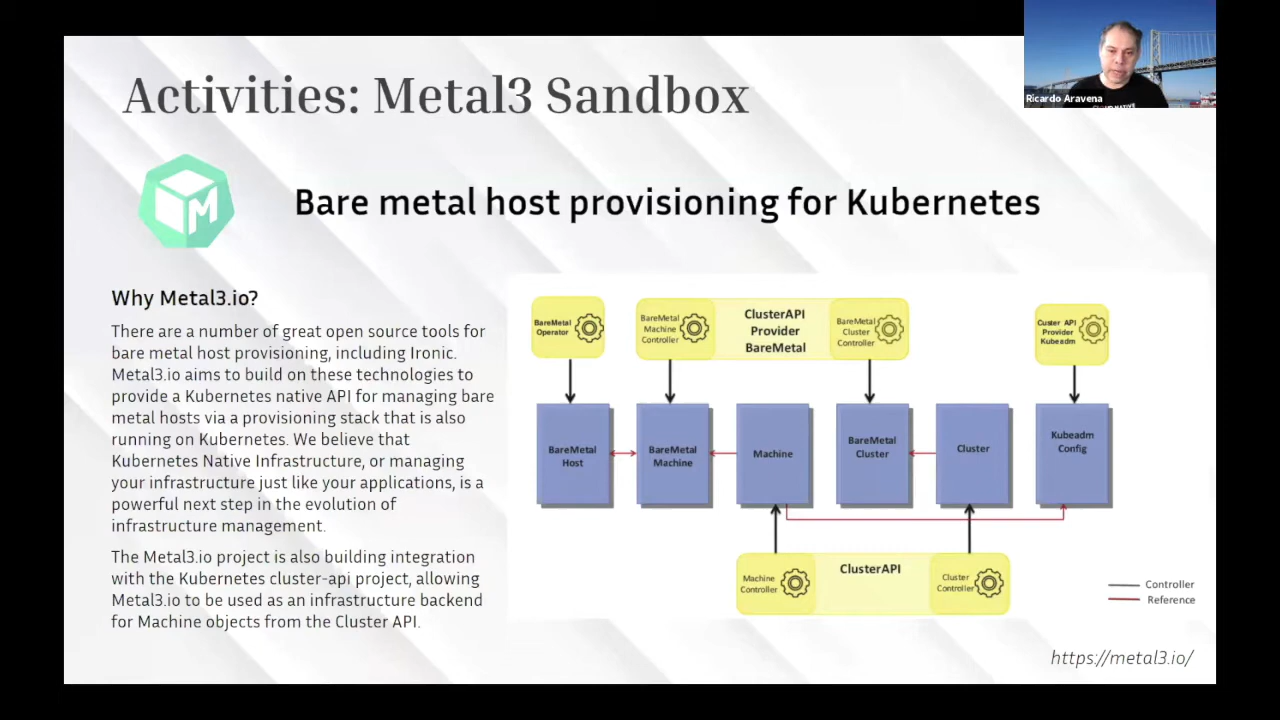 Activities: Metal3 Sandbox
Ricardo Aravena
M
Bare metal host provisioning for Kubernetes
Why Metal3.io?
There are a number of great open source tools for
bare metal host provisioning, including Ironic.
Metal3.io aims to build on these technologies to
provide a Kubernetes native API for managing bare
metal hosts via a provisioning stack that is also
running on Kubernetes. We believe that
Kubernetes Native Infrastructure, or managing
your infrastructure just like your applications, is a
powerful next step in the evolution of
infrastructure management.
The Metal3.io project is also building integration
with the Kubernetes cluster-api project, allowing
Metal3.io to be used as an infrastructure backend
for Machine objects from the Cluster API.
BareMetal
Operator
BareMetal
Machine
Controller
ClusterAPI
Provider
BareMetal
BareMetal
Cluster
Controller
Custer API
Provider
Kubeadm
BareMetal
Host
BareMetal
Machine
Machine
BareMetal
Cluster
Cluster
Kubeadm
Config
Machine
Controller
ClusterAPI
Cluster
Controller
Controller
Reference
https://metal3.io/